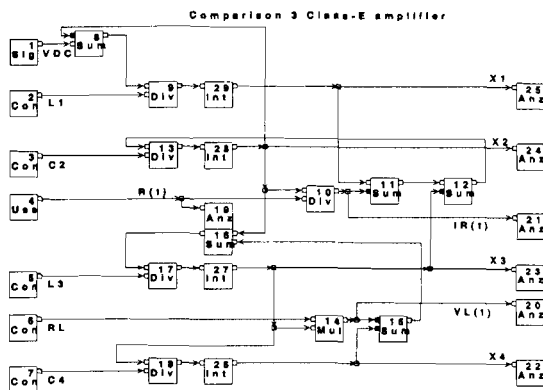 Comparison 3 Class-E amplifier
1 Sig VDC
8 Sum
2 Con L1
9 Div
29 Int
X1
25 Anz
3 Con C2
13 Div
28 Int
X2
24 Anz
4 Use
R(1)
19 Anz
10 Div
11 Sum
12 Sum
IR(1)
21 Anz
16 Sum
5 Con L3
17 Div
27 Int
X3
23 Anz
6 Con RL
14 Mul
15 Sum
VL(1)
20 Anz
7 Con C4
18 Div
26 Int
X4
22 Anz